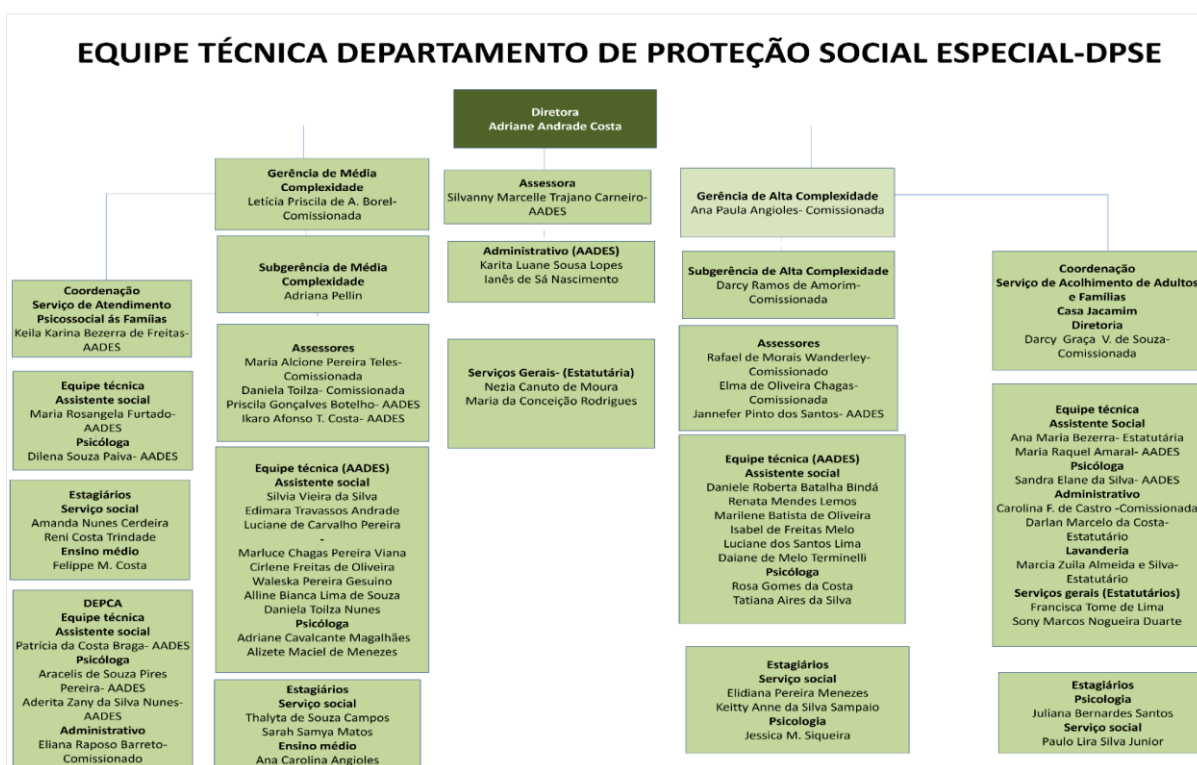 EQUIPE TÉCNICA DEPARTAMENTO DE PROTEÇÃO SOCIAL ESPECIAL-DPSE
Diretora
Adriane Andrade Costa
Gerência de Média
Complexidade
Letícia Priscila de A. Borel-
Comissionada
Subgerência de Média
Complexidade
Adriana Pellin
Assessores
Maria Alcione Pereira Teles-
Comissionada
Daniela Toilza- Comissionada
Priscila Gonçalves Botelho- AADES
Ikaro Afonso T. Costa- AADES
Equipe técnica (AADES)
Assistente social
Silvia Vieira da Silva
Edimara Travassos Andrade
Luciane de Carvalho Pereira
-
Marluce Chagas Pereira Viana
Cirlene Freitas de Oliveira
Waleska Pereira Gesuino
Alline Bianca Lima de Souza
Daniela Toilza Nunes
Psicóloga
Adriane Cavalcante Magalhães
Alizete Maciel de Menezes
Estagiários
Serviço social
Thalyta de Souza Campos
Sarah Samya Matos
Ensino médio
Ana Carolina Angioles
Coordenação
Serviço de Atendimento
Psicossocial ás Famíias
Keila Karina Bezerra de Freitas-
AADES
Equipe técnica
Assistente social
Maria Rosangela Furtado-
AADES
Psicóloga
Dilena Souza Paiva- AADES
Estagiários
Serviço social
Amanda Nunes Cerdeira
Reni Costa Trindade
Ensino médio
Felippe M. Costa
DEPCA
Equipe técnica
Assistente social
Patrícia da Costa Braga- AADES
Psicóloga
Aracelis de Souza Pires
Pereira- AADES
Aderita Zany da Silva Nunes-
AADES
Administrativo
Eliana Raposo Barreto-
Comissionado
Assessora
Silvanny Marcelle Trajano Carneiro-
AADES
Administrativo (AADES)
Karita Luane Sousa Lopes
Ianês de Sá Nascimento
Serviços Gerais- (Estatutária)
Nezia Canuto de Moura
Maria da Conceição Rodrigues
Gerência de Alta Complexidade
Ana Paula Angioles- Comissionada
Subgerência de Alta Complexidade
Darcy Ramos de Amorim-
Comissionada
Assessores
Rafael de Morais Wanderley-
Comissionado
Elma de Oliveira Chagas-
Comissionada
Jannefer Pinto dos Santos- AADES
Equipe técnica (AADES)
Assistente social
Daniele Roberta Batalha Bindá
Renata Mendes Lemos
Marilene Batista de Oliveira
Isabel de Freitas Melo
Luciane dos Santos Lima
Daiane de Melo Terminelli
Psicóloga
Rosa Gomes da Costa
Tatiana Aires da Silva
Estagiários
Serviço social
Elidiana Pereira Menezes
Keitty Anne da Silva Sampaio
Psicologia
Jessica M. Siqueira
Coordenação
Serviço de Acolhimento de Adultos
e Famílias
Casa Jacamim
Diretoria
Darcy Graça V. de Souza-
Comissionada
Equipe técnica
Assistente Social
Ana Maria Bezerra- Estatutária
Maria Raquel Amaral- AADES
Psicóloga
Sandra Elane da Silva- AADES
Administrativo
Carolina F. de Castro -Comissionada
Darlan Marcelo da Costa-
Estatutário
Lavanderia
Marcia Zuila Almeida e Silva-
Estatutário
Serviços gerais (Estatutários)
Francisca Tome de Lima
Sony Marcos Nogueira Duarte
Estagiários
Psicologia
Juliana Bernardes Santos
Serviço social
Paulo Lira Silva Junior